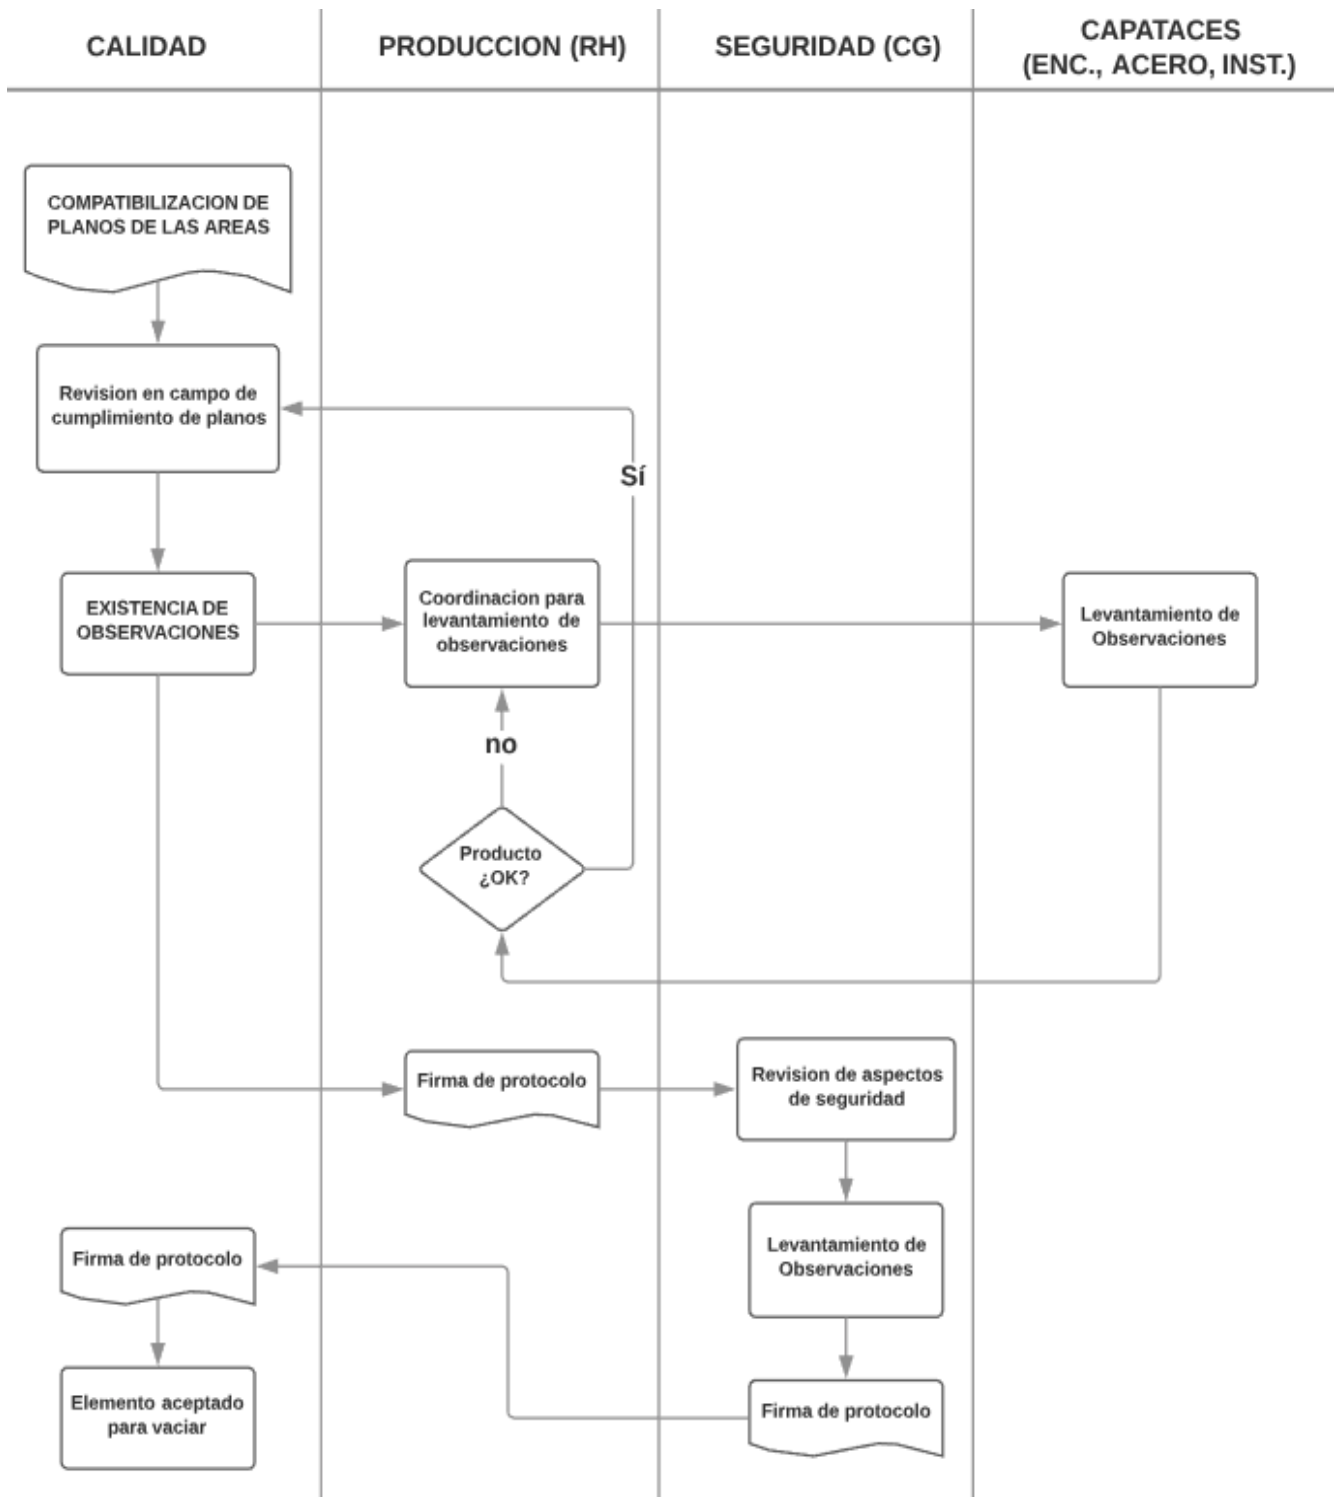 CALIDAD
PRODUCCION (RH)
SEGURIDAD (CG)
CAPATACES
(ENC., ACERO, INST.)
COMPATIBILIZACION DE
PLANOS DE LAS AREAS
Revision en campo de
cumplimiento de planos
Sí
EXISTENCIA DE
OBSERVACIONES
Coordinacion para
levantamiento de
observaciones
Levantamiento de
Observaciones
no
Producto
¿OK?
Firma de protocolo
Revision de aspectos
de seguridad
Levantamiento de
Observaciones
Firma de protocolo
Firma de protocolo
Elemento aceptado
para vaciar